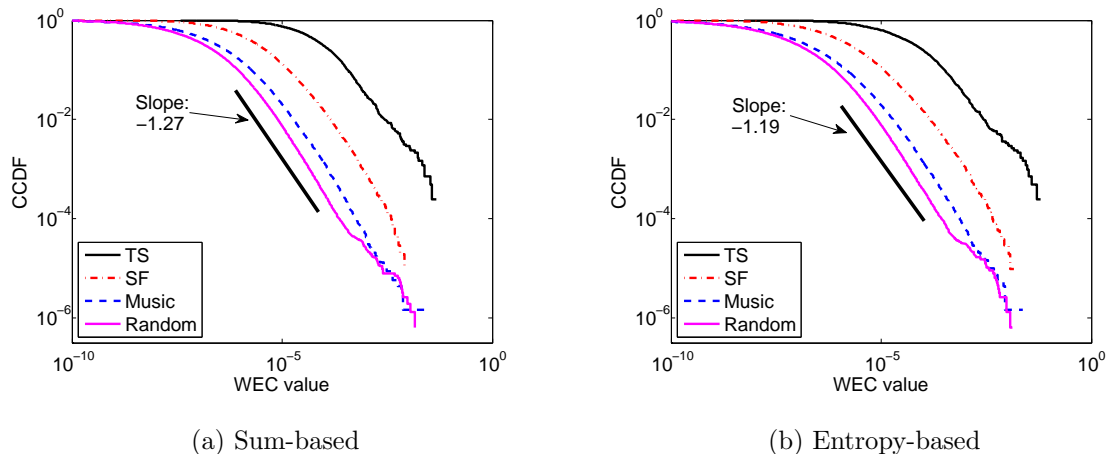 10^0
10^−2
10^−4
10^−6
CCDF
Slope:
−1.27
TS
SF
Music
Random
10^−10
10^−5
10^0
WEC value
(a) Sum-based
10^0
10^−2
10^−4
10^−6
CCDF
Slope:
−1.19
TS
SF
Music
Random
10^−10
10^−5
10^0
WEC value
(b) Entropy-based